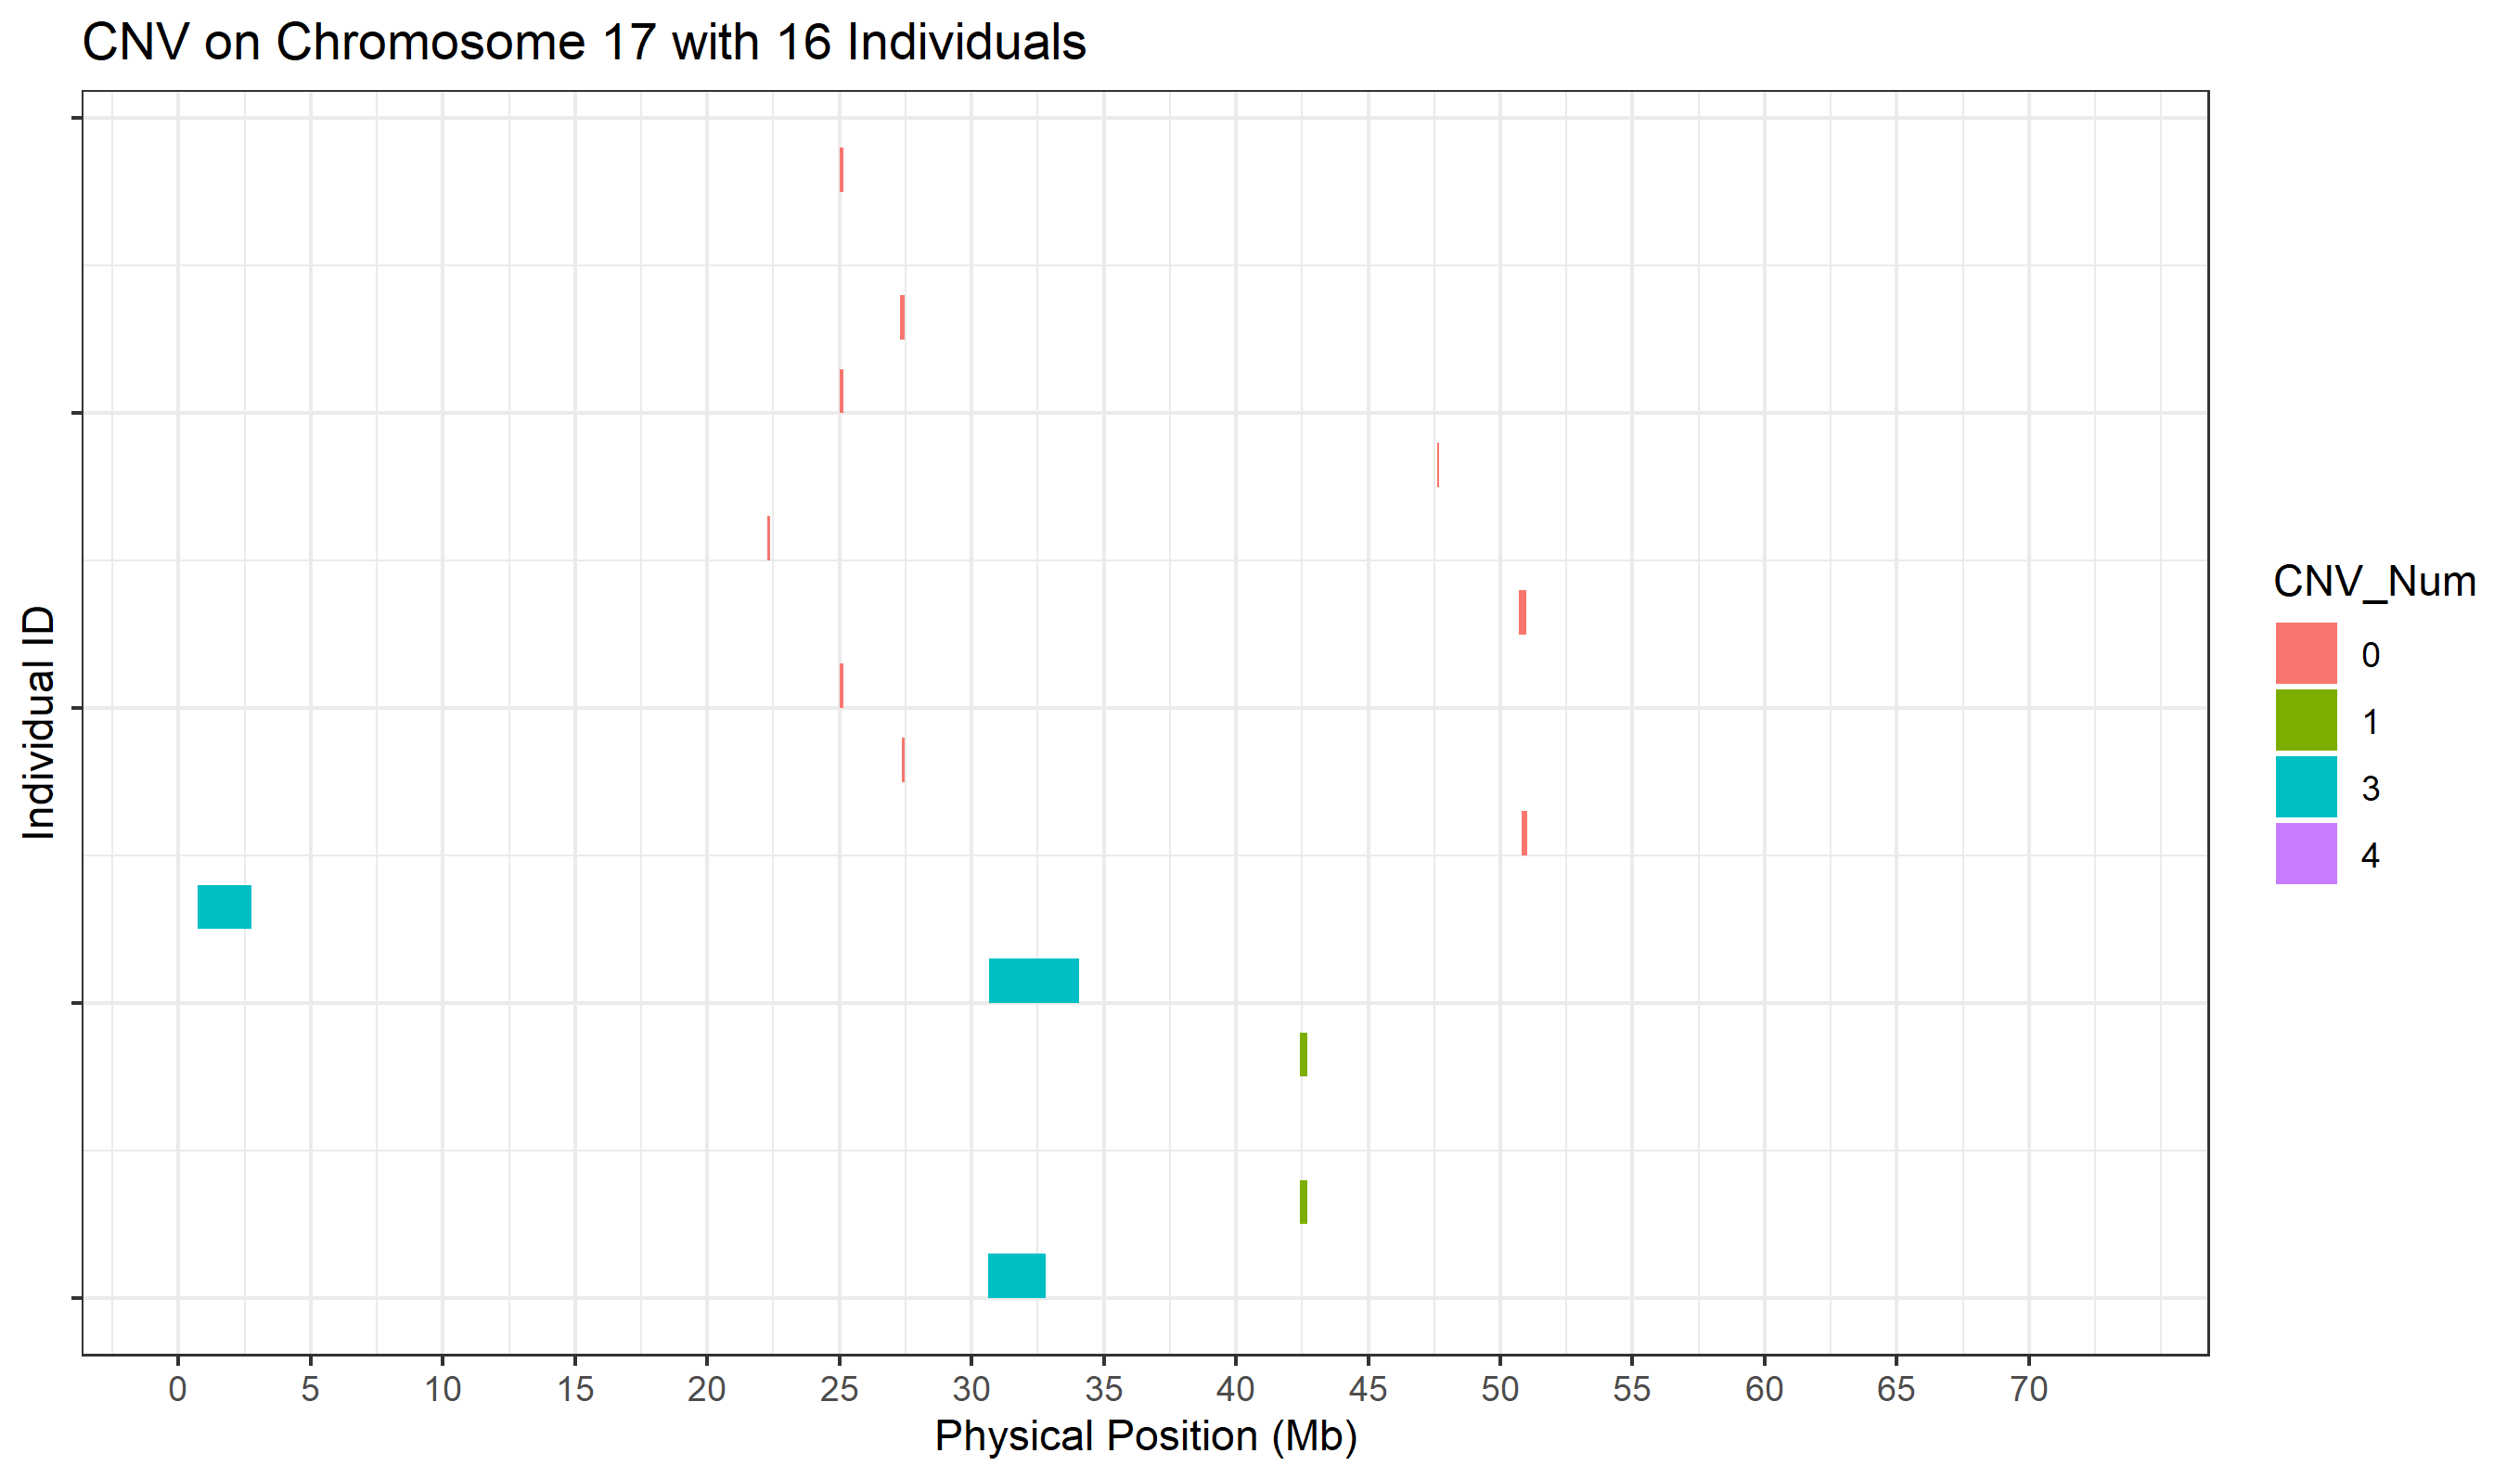 CNV on Chromosome 17 with 16 Individuals
Individual ID
CNV_Num
0
1
3
4
0 5 10 15 20 25 30 35 40 45 50 55 60 65 70
Physical Position (Mb)